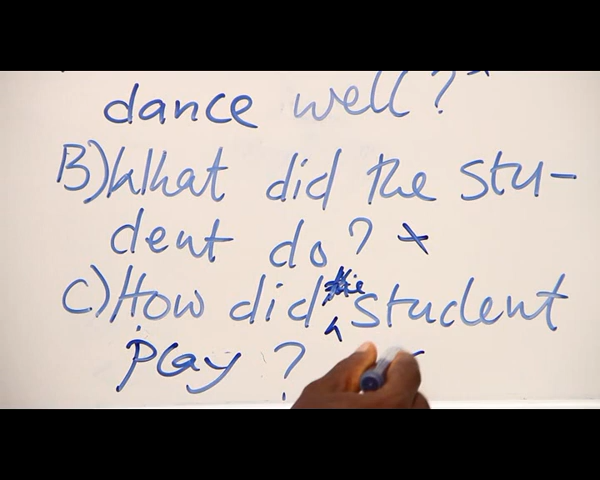 dance well? x
B) What did the stu-
dent do? x
C) How did the student
play?